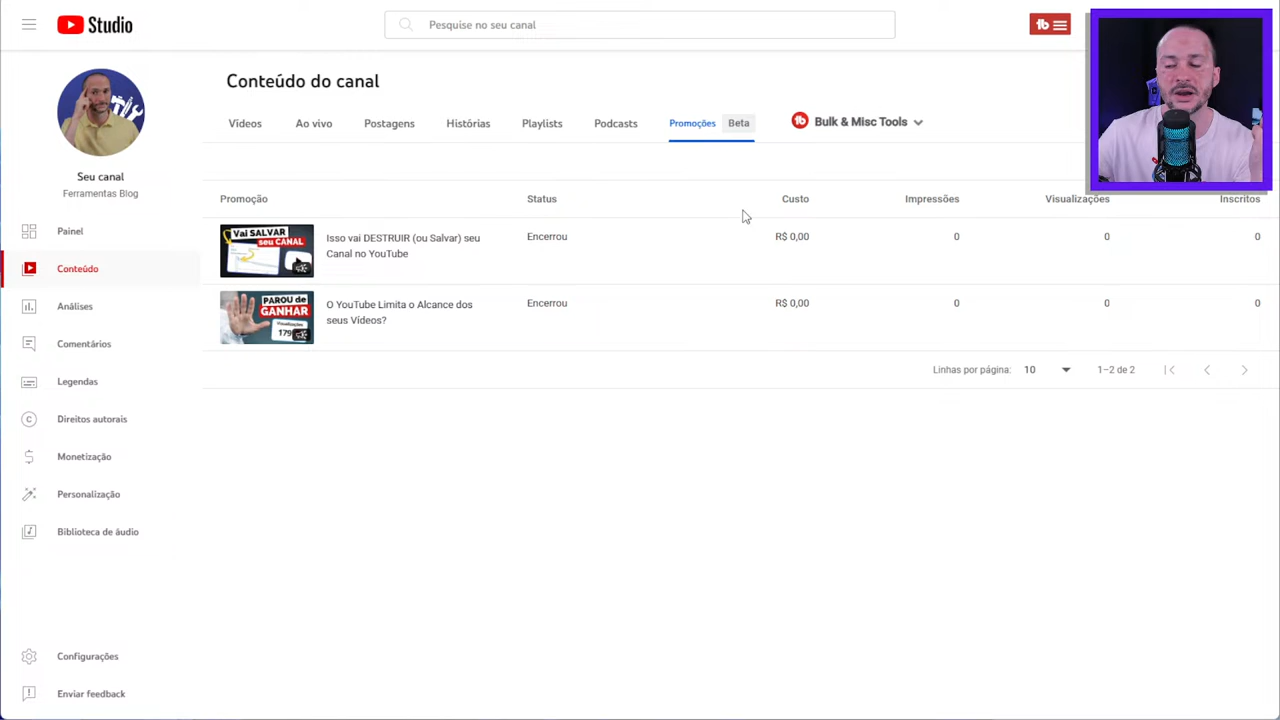 Studio
Pesquise no seu canal
Conteúdo do canal
Vídeos
Ao vivo
Postagens
Histórias
Playlists
Podcasts
Promoções
Beta
Bulk & Misc Tools
Seu canal
Ferramentas Blog
Painel
Conteúdo
Análises
Comentários
Legendas
Direitos autorais
Monetização
Personalização
Biblioteca de áudio
Configurações
Enviar feedback
Promoção
Status
Custo
Impressões
Visualizações
Inscritos
Vai SALVAR
seu CANAL
Isso vai DESTRUIR (ou Salvar) seu
Canal no YouTube
Encerrou
R$ 0,00
0
0
0
PAROU de
GANHAR
Visualizações
179
O YouTube Limita o Alcance dos
seus Vídeos?
Encerrou
R$ 0,00
0
0
0
Linhas por página:
10
1–2 de 2